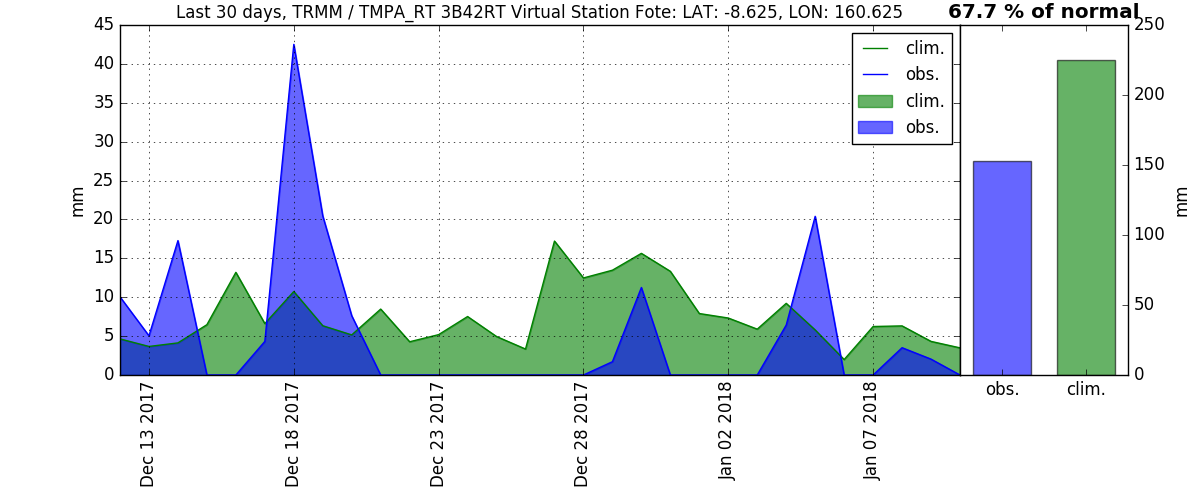 Last 30 days, TRMM / TMPA_RT 3B42RT Virtual Station Fote: LAT: -8.625, LON: 160.625
67.7 % of normal
45
40
35
30
25
20
15
10
5
0
mm
clim.
obs.
clim.
obs.
Dec 13 2017
Dec 18 2017
Dec 23 2017
Dec 28 2017
Jan 02 2018
Jan 07 2018
250
200
150
100
50
0
mm
obs.
clim.